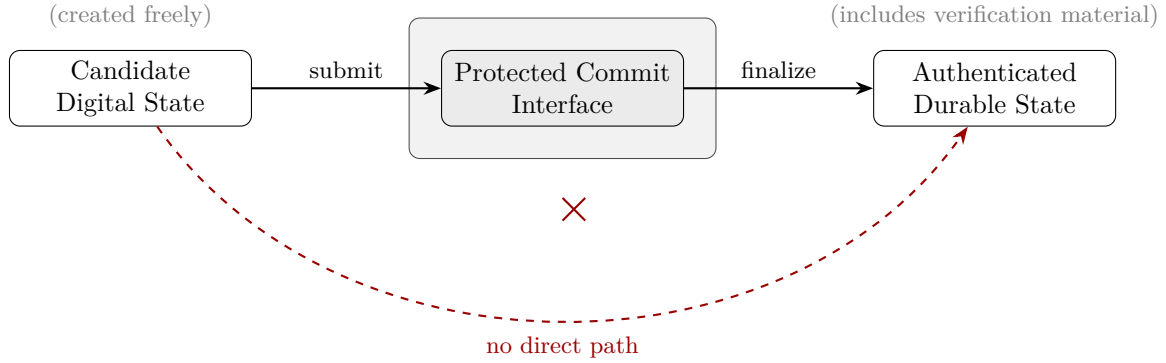 (created freely)
(includes verification material)
Candidate
Digital State
submit
Protected Commit
Interface
finalize
Authenticated
Durable State
no direct path